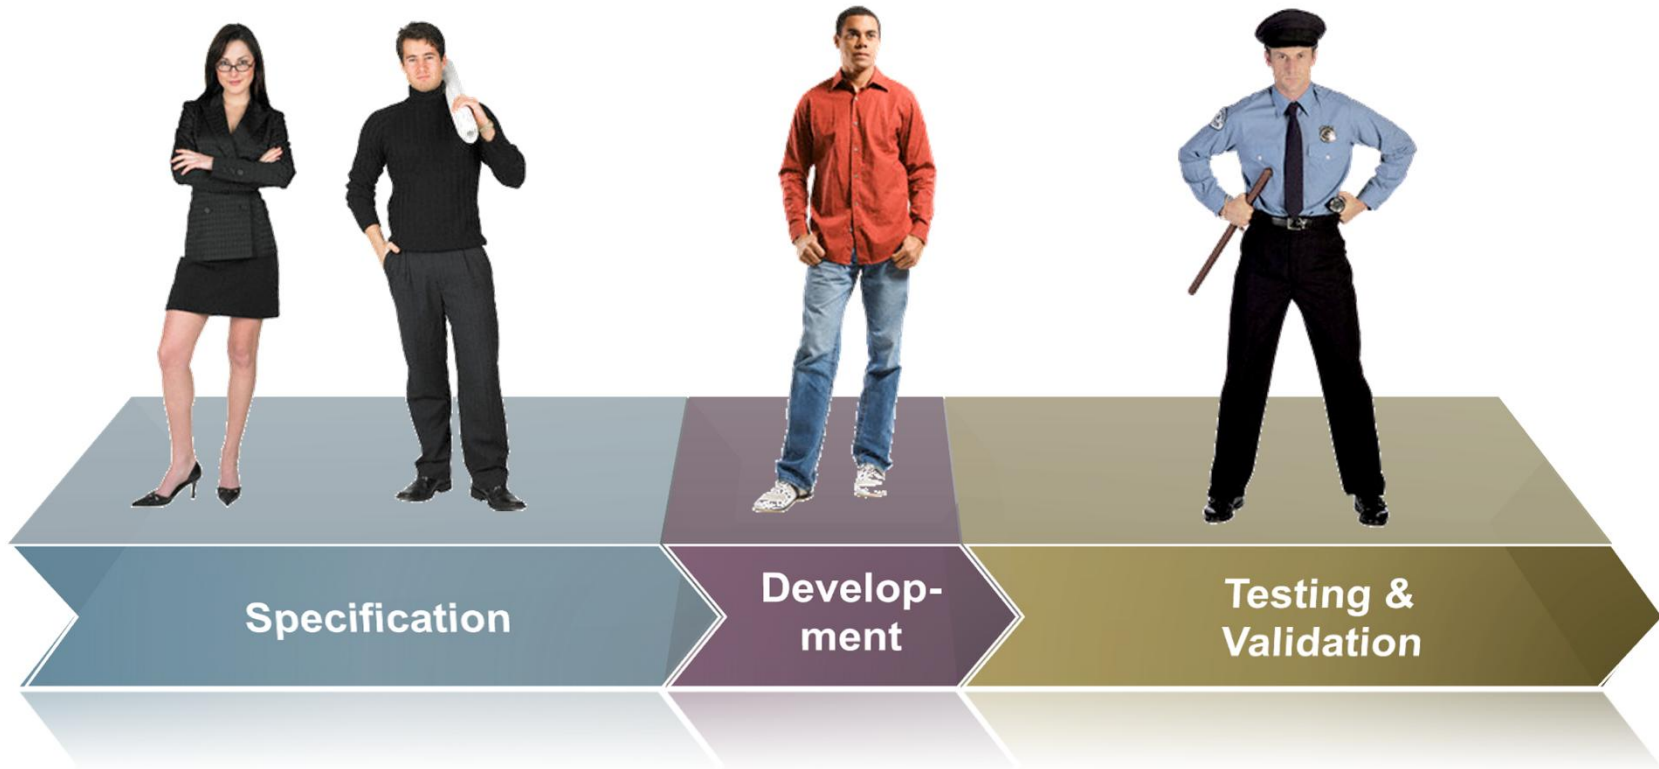 Specification
Develop-
ment
Testing &
Validation